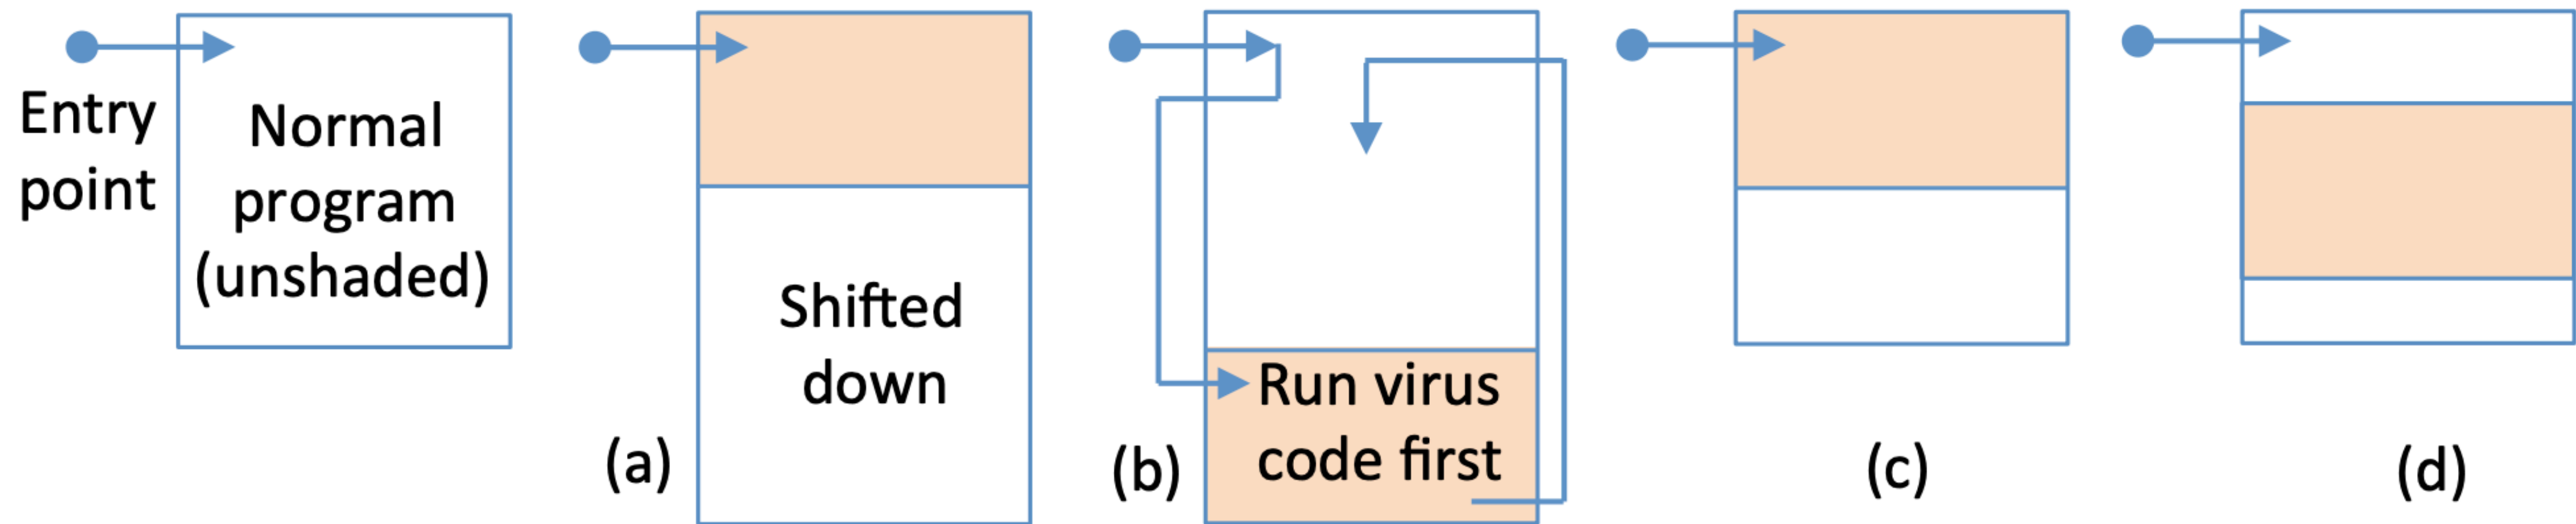 Entry
point
Normal
program
(unshaded)
(a)
Shifted
down
(b)
Run virus
code first
(c)
(d)